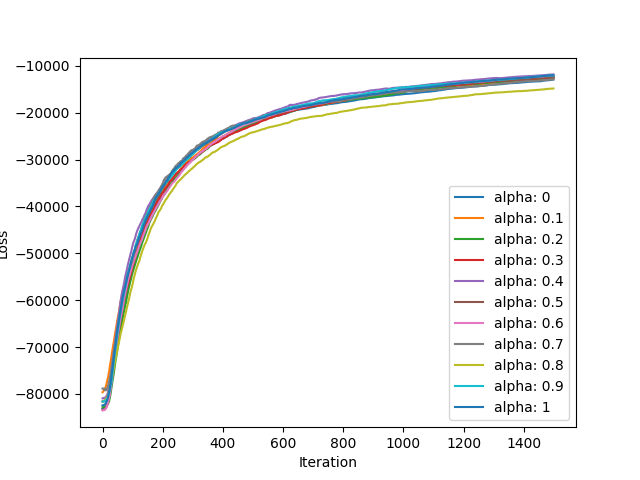 −10000
−20000
−30000
−40000
−50000
−60000
−70000
−80000
Loss
0 200 400 600 800 1000 1200 1400
Iteration
alpha: 0
alpha: 0.1
alpha: 0.2
alpha: 0.3
alpha: 0.4
alpha: 0.5
alpha: 0.6
alpha: 0.7
alpha: 0.8
alpha: 0.9
alpha: 1